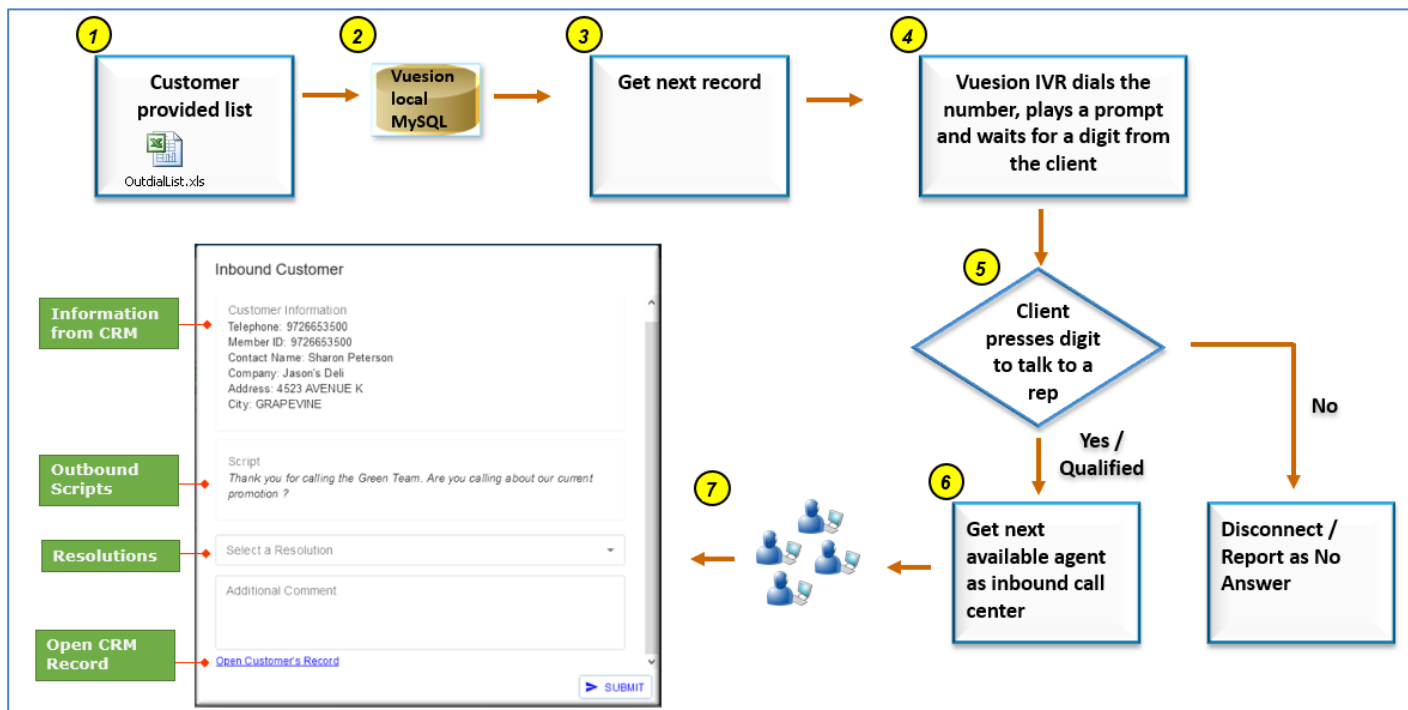 1
Customer
provided list
OutdialList.xls
2
Vuesion
local
MySQL
3
Get next record
4
Vuesion IVR dials the
number, plays a prompt
and waits for a digit from
the client
5
Client
presses digit
to talk to a
rep
No
Yes /
Qualified
6
Get next
available agent
as inbound call
center
Disconnect /
Report as No
Answer
7
Inbound Customer
Information
from CRM
Customer Information
Telephone: 9726653500
Member ID: 9726653500
Contact Name: Sharon Peterson
Company: Jason's Deli
Address: 4523 AVENUE K
City: GRAPEVINE
Outbound
Scripts
Script
Thank you for calling the Green Team. Are you calling about our current
promotion ?
Resolutions
Select a Resolution
Additional Comment
Open CRM
Record
Open Customer's Record
SUBMIT